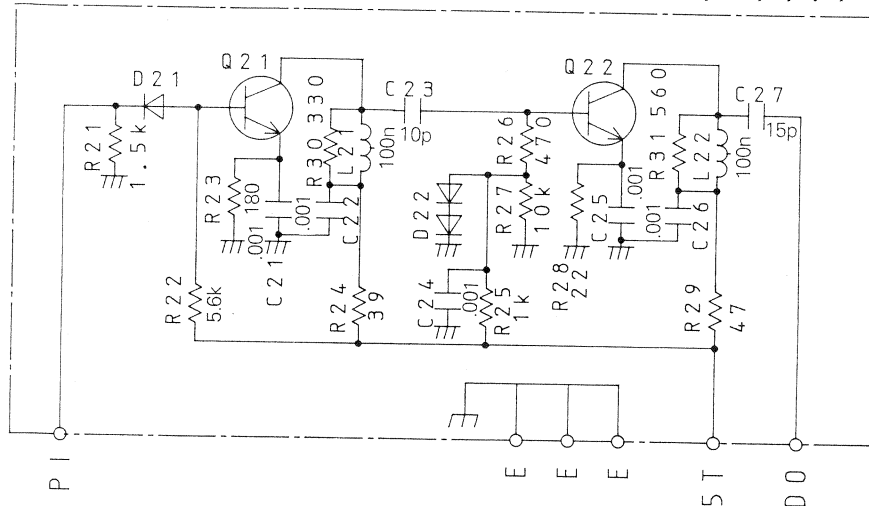 Q21
D21
R21
1.5k
R23
180
.001
C21
R30 330
L21
100n
.001
C22
C23
10p
R22
5.6k
R24
39
D22
C24
.001
R25
1k
R26
470
R27
10k
Q22
R28
22
C25
.001
R31 560
L22
100n
.001
C26
C27
15p
R29
47
PI
E
E
E
5T
DO